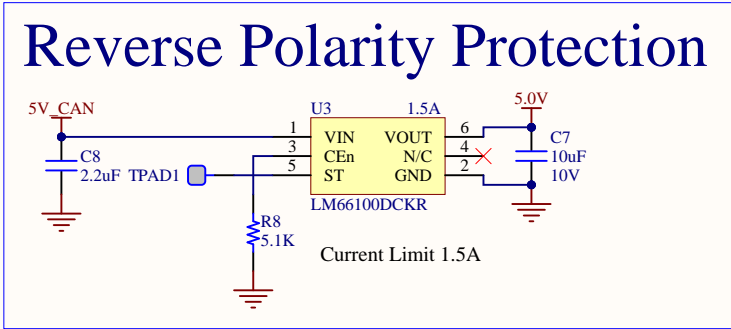 Reverse Polarity Protection
5V_CAN
C8
2.2uF
TPAD1
U3
1.5A
1
VIN
VOUT
6
3
CEn
N/C
4
5
ST
GND
2
LM66100DCKR
5.0V
C7
10uF
10V
R8
5.1K
Current Limit 1.5A